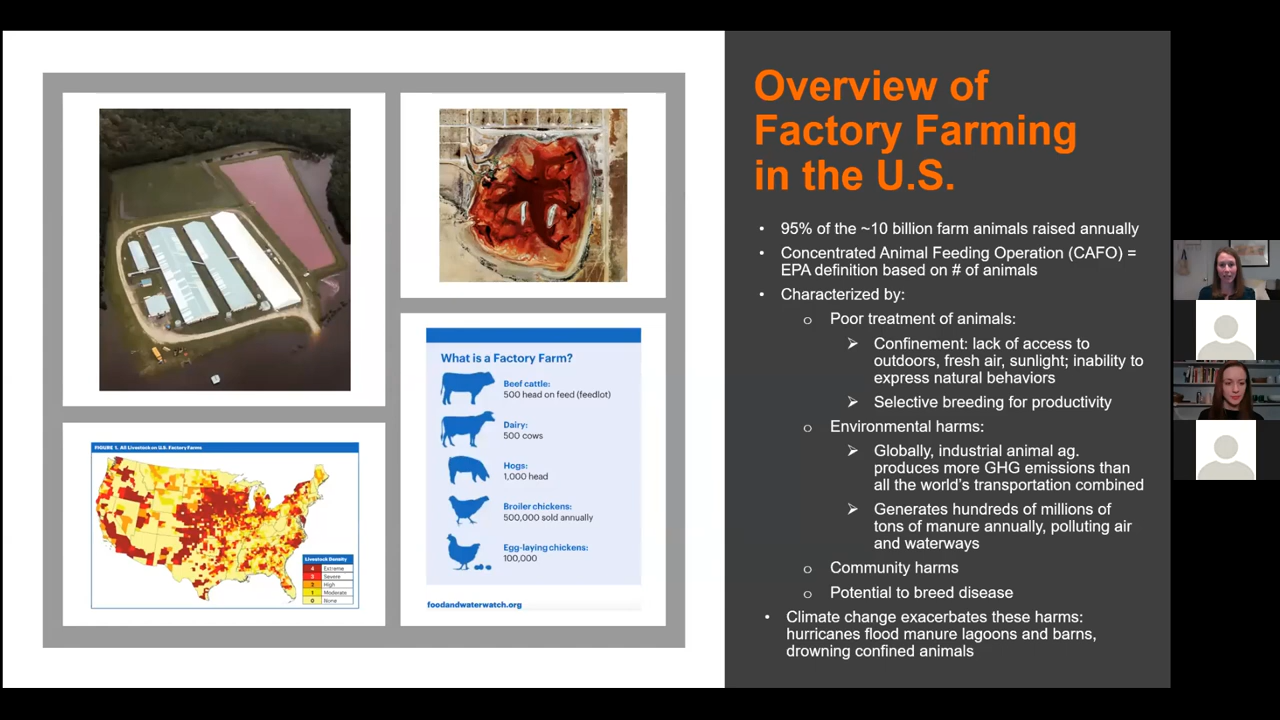 Overview of
Factory Farming
in the U.S.
• 95% of the ~10 billion farm animals raised annually
• Concentrated Animal Feeding Operation (CAFO) =
EPA definition based on # of animals
• Characterized by:
o Poor treatment of animals:
➢ Confinement: lack of access to
outdoors, fresh air, sunlight; inability to
express natural behaviors
➢ Selective breeding for productivity
o Environmental harms:
➢ Globally, industrial animal ag.
produces more GHG emissions than
all the world's transportation combined
➢ Generates hundreds of millions of
tons of manure annually, polluting air
and waterways
o Community harms
o Potential to breed disease
• Climate change exacerbates these harms:
hurricanes flood manure lagoons and barns,
drowning confined animals
What is a Factory Farm?
Beef cattle:
500 head on feed (feedlot)
Dairy:
500 cows
Hogs:
1,000 head
Broiler chickens:
500,000 sold annually
Egg-laying chickens:
100,000
foodandwaterwatch.org
FIGURE 1. All Livestock on U.S. Factory Farms
Livestock Density
4 Extreme
3 Severe
2 High
1 Moderate
0 None